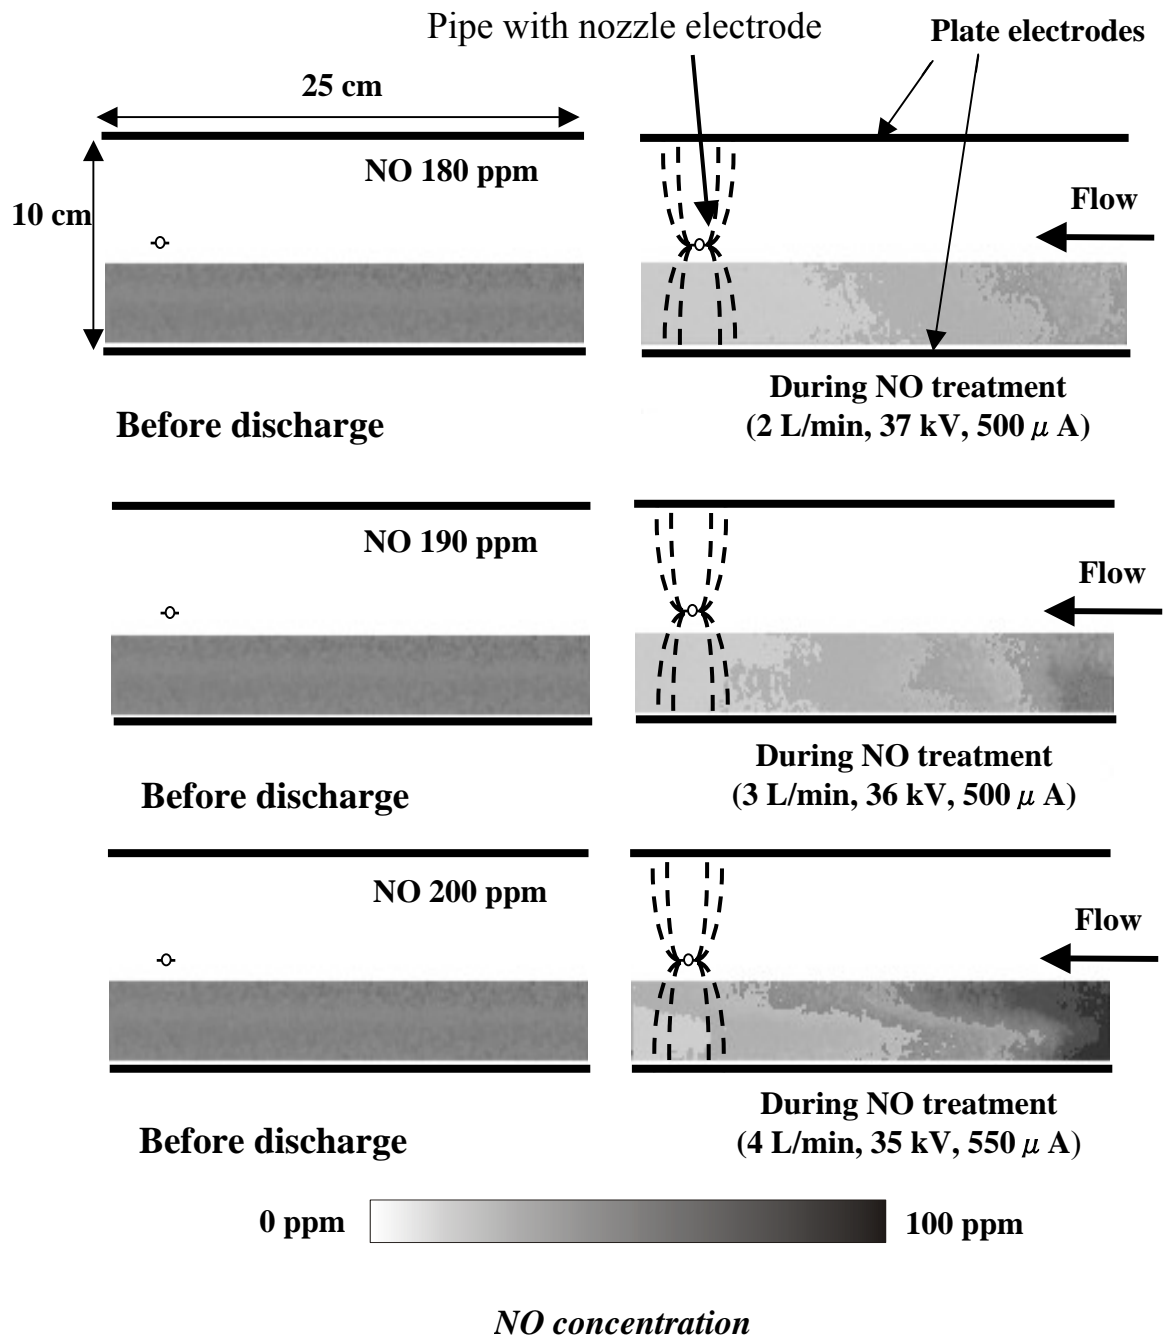 Pipe with nozzle electrode
Plate electrodes
25 cm
NO 180 ppm
10 cm
Flow
During NO treatment
(2 L/min, 37 kV, 500 μ A)
Before discharge
NO 190 ppm
Flow
During NO treatment
(3 L/min, 36 kV, 500 μ A)
Before discharge
NO 200 ppm
Flow
During NO treatment
(4 L/min, 35 kV, 550 μ A)
Before discharge
0 ppm
100 ppm
NO concentration